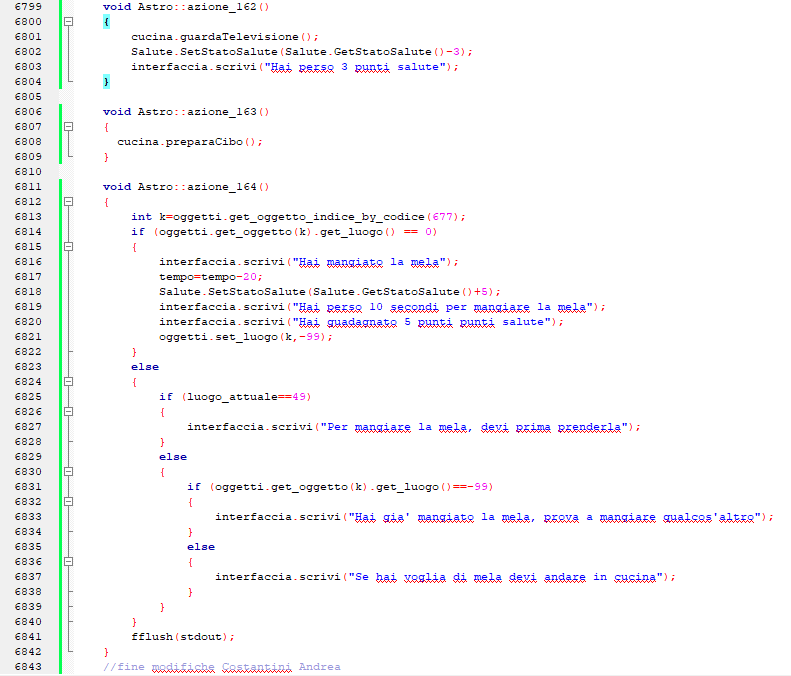 6799 void Astro::azione_162()
6800 {
6801 cucina.guardaTelevisione();
6802 Salute.SetStatoSalute(Salute.GetStatoSalute()-3);
6803 interfaccia.scrivi("Hai perso 3 punti salute");
6804 }
6805
6806 void Astro::azione_163()
6807 {
6808 cucina.preparaCibo();
6809 }
6810
6811 void Astro::azione_164()
6812 {
6813 int k=oggetti.get_oggetto_indice_by_codice(677);
6814 if (oggetti.get_oggetto(k).get_luogo() == 0)
6815 {
6816 interfaccia.scrivi("Hai mangiato la mela");
6817 tempo=tempo-20;
6818 Salute.SetStatoSalute(Salute.GetStatoSalute()+5);
6819 interfaccia.scrivi("Hai perso 10 secondi per mangiare la mela");
6820 interfaccia.scrivi("Hai guadagnato 5 punti punti salute");
6821 oggetti.set_luogo(k,-99);
6822 }
6823 else
6824 {
6825 if (luogo_attuale==49)
6826 {
6827 interfaccia.scrivi("Per mangiare la mela, devi prima prenderla");
6828 }
6829 else
6830 {
6831 if (oggetti.get_oggetto(k).get_luogo()==-99)
6832 {
6833 interfaccia.scrivi("Hai gia' mangiato la mela, prova a mangiare qualcos'altro");
6834 }
6835 else
6836 {
6837 interfaccia.scrivi("Se hai voglia di mela devi andare in cucina");
6838 }
6839 }
6840 }
6841 fflush(stdout);
6842 }
6843 //fine modifiche Costantini Andrea